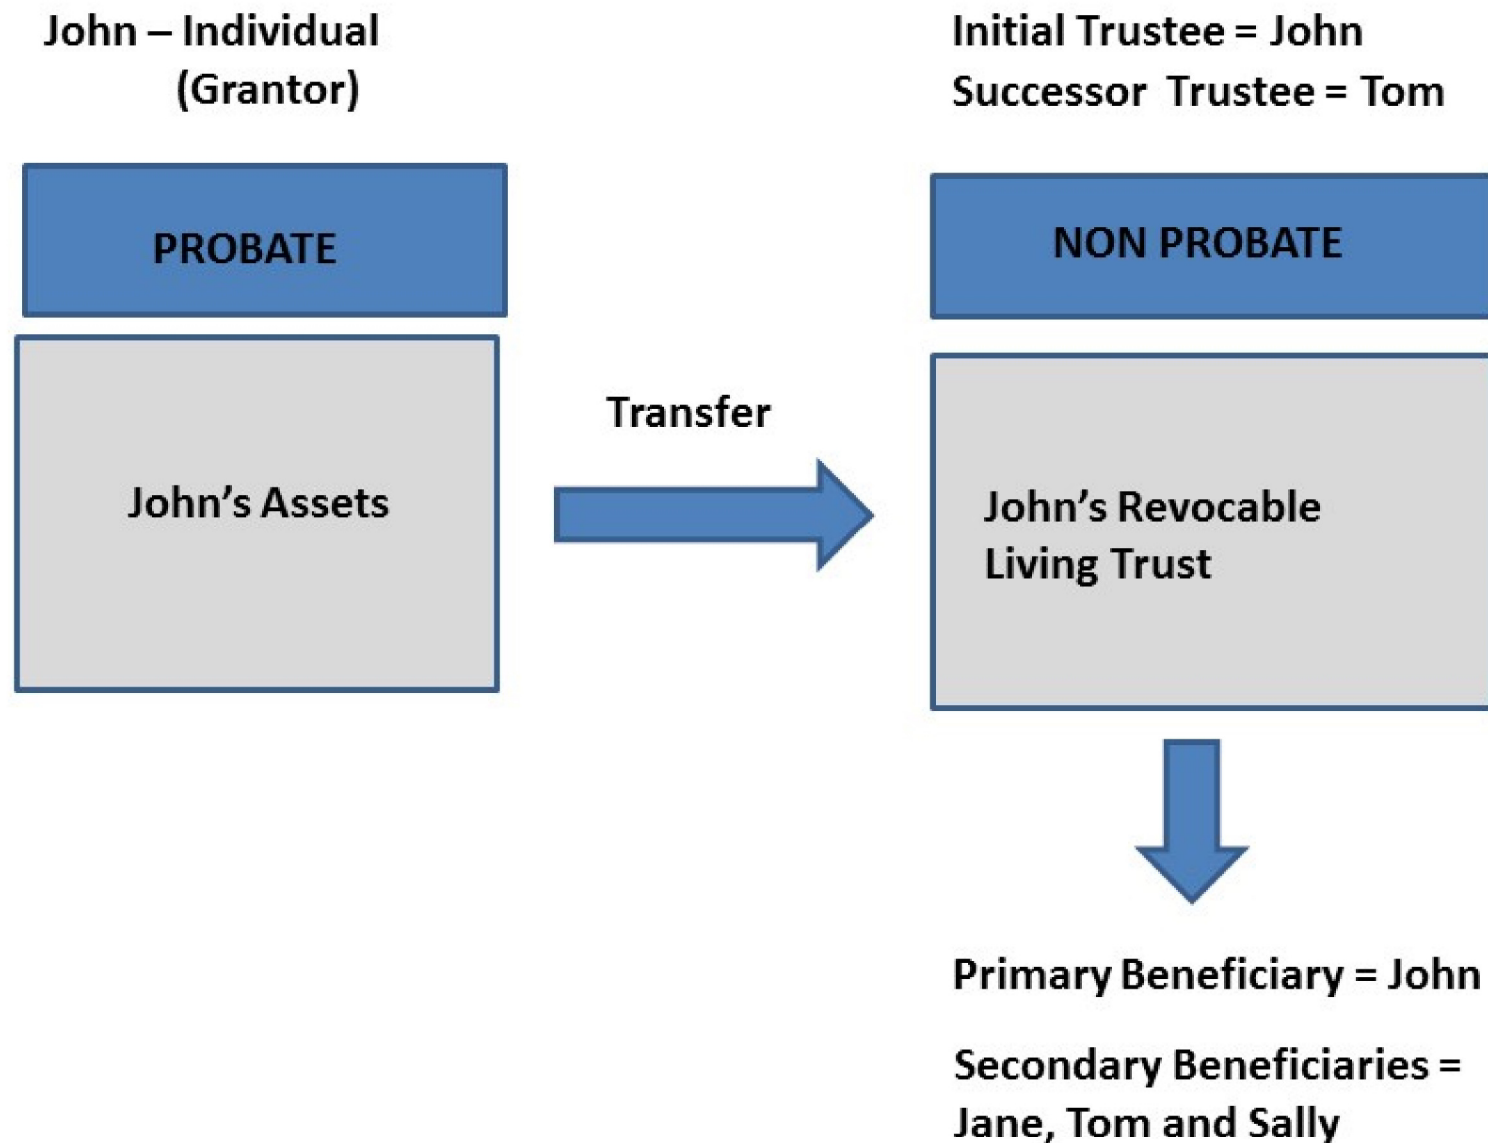 John – Individual
(Grantor)
Initial Trustee = John
Successor Trustee = Tom
PROBATE
NON PROBATE
John's Assets
Transfer
John's Revocable
Living Trust
Primary Beneficiary = John
Secondary Beneficiaries =
Jane, Tom and Sally